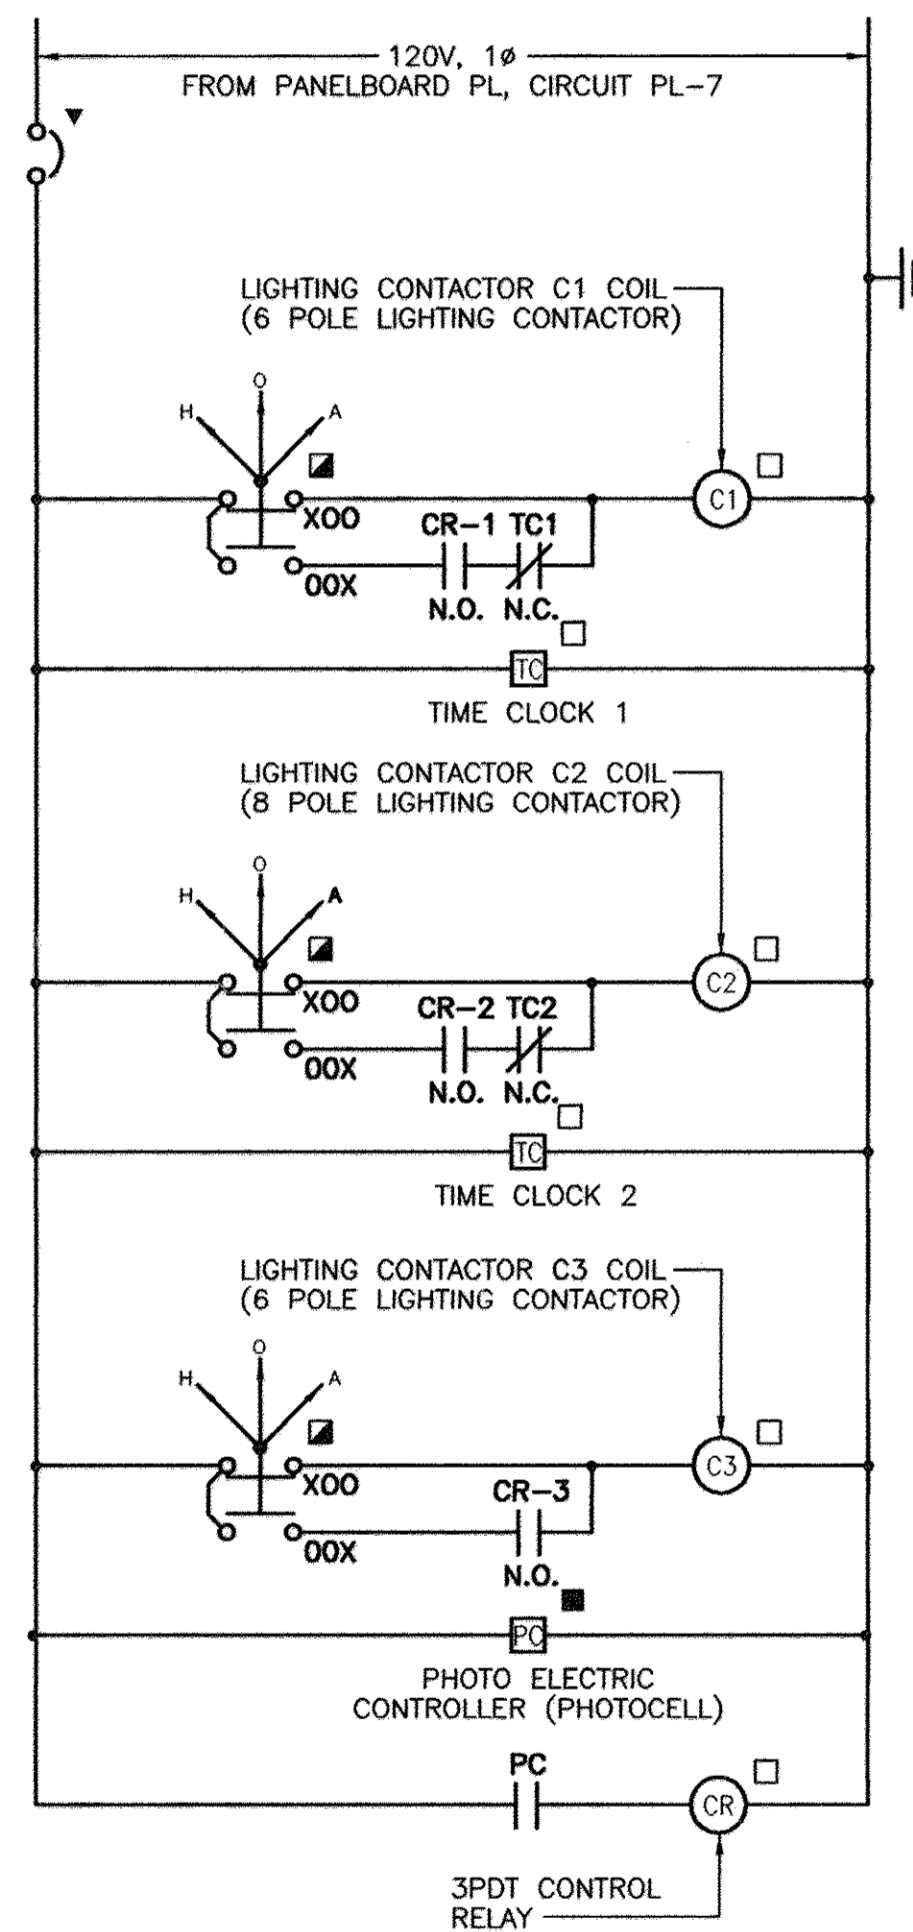 120V, 1ø
FROM PANELBOARD PL, CIRCUIT PL-7
LIGHTING CONTACTOR C1 COIL
(6 POLE LIGHTING CONTACTOR)
H O A
XOO
C1
CR-1 TC1
OOX
N.O. N.C.
TC
TIME CLOCK 1
LIGHTING CONTACTOR C2 COIL
(8 POLE LIGHTING CONTACTOR)
H O A
XOO
C2
CR-2 TC2
OOX
N.O. N.C.
TC
TIME CLOCK 2
LIGHTING CONTACTOR C3 COIL
(6 POLE LIGHTING CONTACTOR)
H O A
XOO
C3
CR-3
OOX
N.O.
PC
PHOTO ELECTRIC
CONTROLLER (PHOTOCELL)
PC
CR
3PDT CONTROL
RELAY